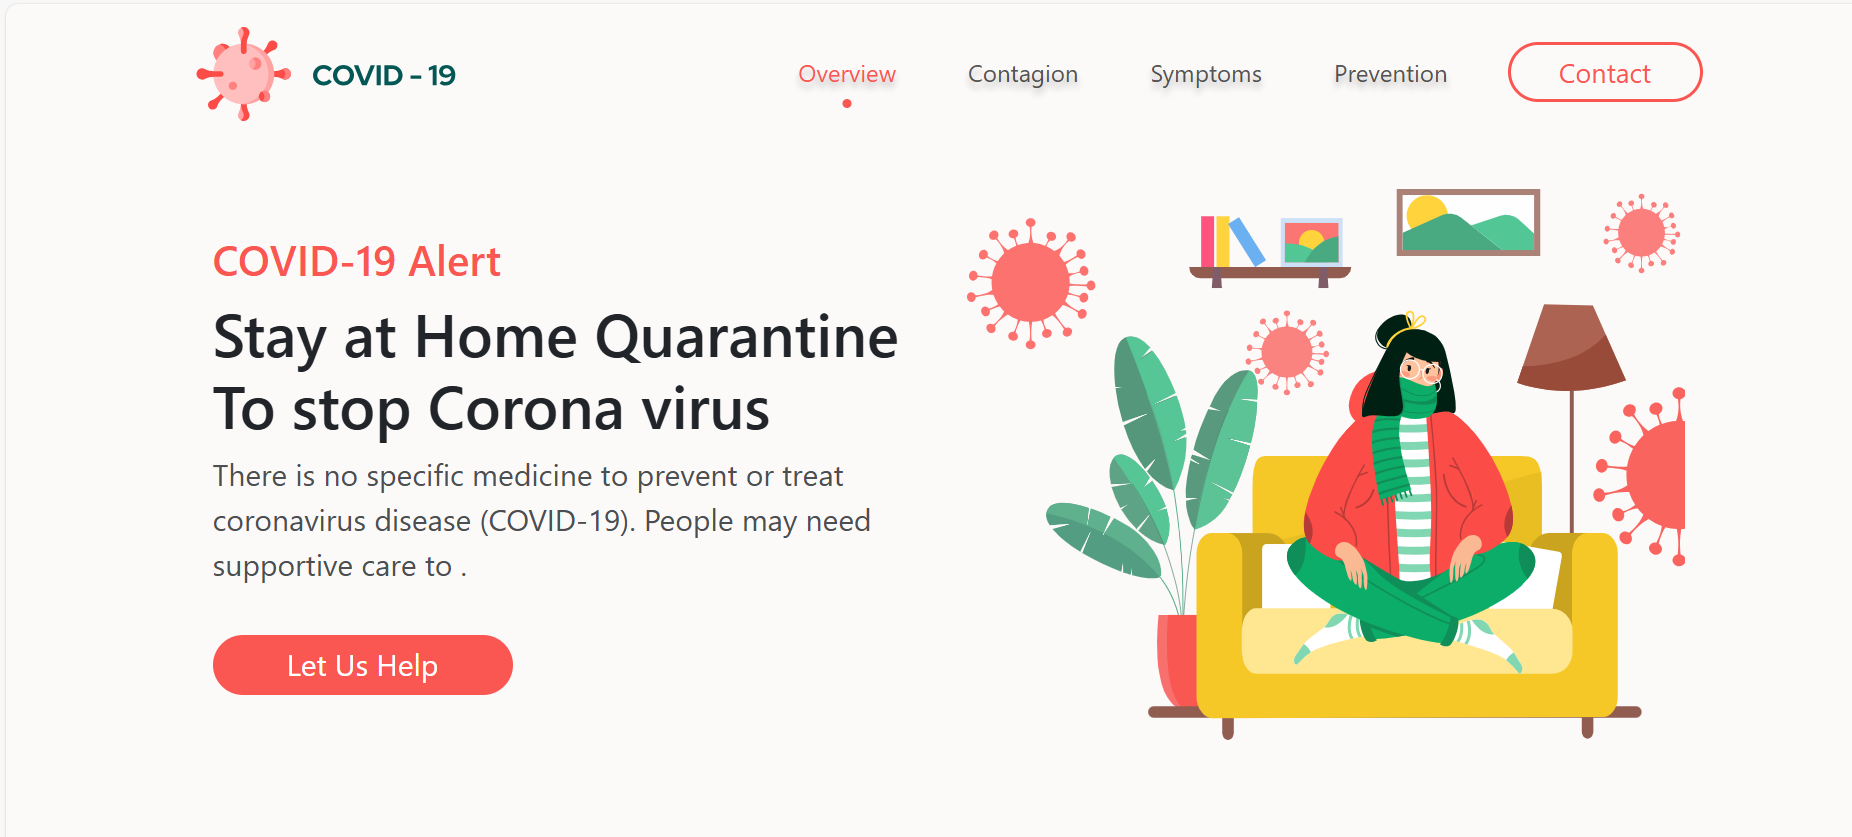 COVID - 19
Overview
Contagion
Symptoms
Prevention
Contact
COVID-19 Alert
Stay at Home Quarantine
To stop Corona virus
There is no specific medicine to prevent or treat
coronavirus disease (COVID-19). People may need
supportive care to .
Let Us Help